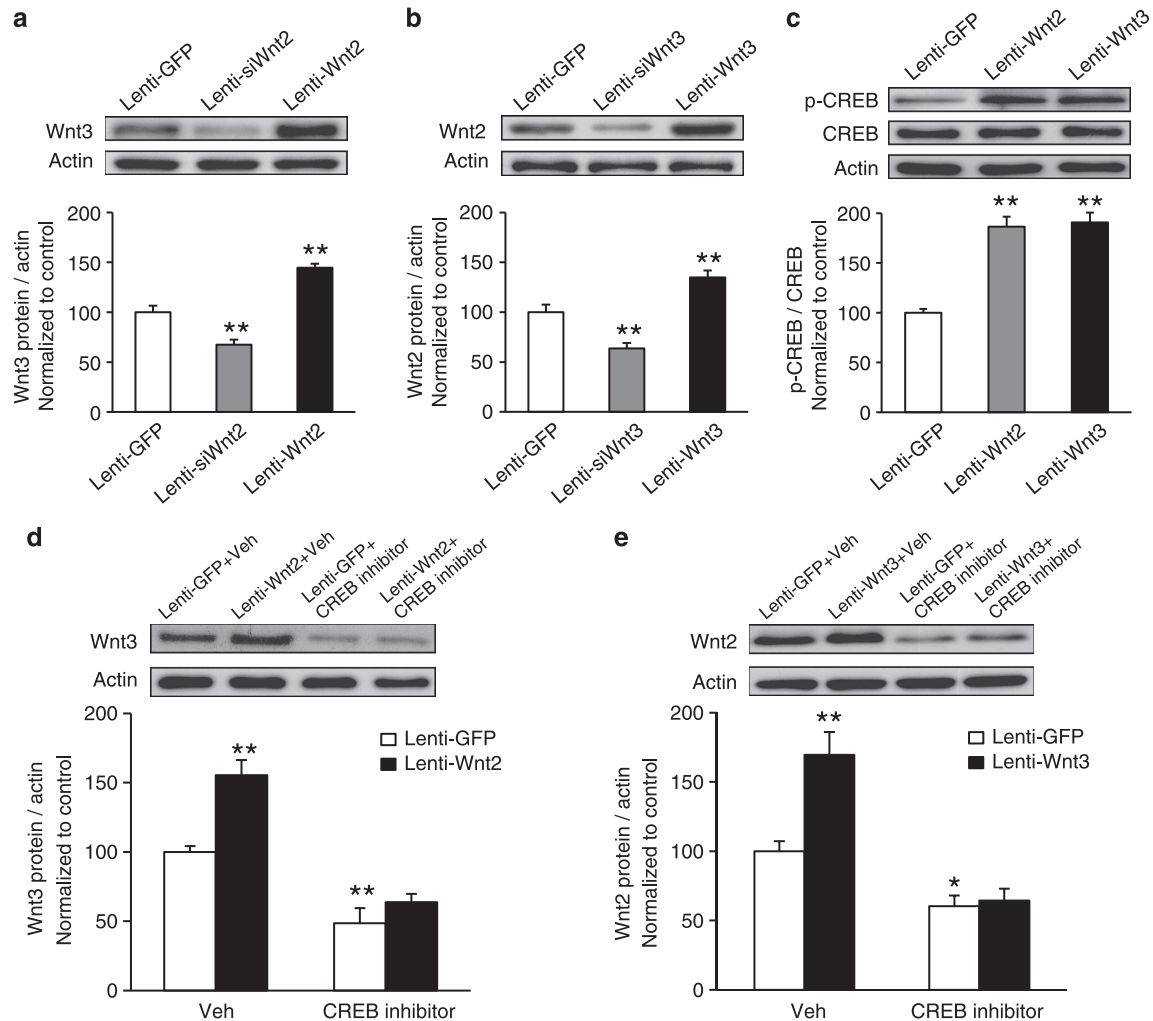 a
Lenti-GFP
Lenti-siWnt2
Lenti-Wnt2
Wnt3
Actin
Wnt3 protein / actin
Normalized to control
200
150
100
50
0
**
**
Lenti-GFP
Lenti-siWnt2
Lenti-Wnt2
b
Lenti-GFP
Lenti-siWnt3
Lenti-Wnt3
Wnt2
Actin
Wnt2 protein / actin
Normalized to control
200
150
100
50
0
**
**
Lenti-GFP
Lenti-siWnt3
Lenti-Wnt3
c
Lenti-GFP
Lenti-Wnt2
Lenti-Wnt3
p-CREB
CREB
Actin
p-CREB / CREB
Normalized to control
200
150
100
50
0
**
**
Lenti-GFP
Lenti-Wnt2
Lenti-Wnt3
d
Lenti-GFP+Veh
Lenti-Wnt2+Veh
Lenti-GFP+
CREB inhibitor
Lenti-Wnt2+
CREB inhibitor
Wnt3
Actin
Wnt3 protein / actin
Normalized to control
200
150
100
50
0
**
**
Lenti-GFP
Lenti-Wnt2
Veh
CREB inhibitor
e
Lenti-GFP+Veh
Lenti-Wnt3+Veh
Lenti-GFP+
CREB inhibitor
Lenti-Wnt3+
CREB inhibitor
Wnt2
Actin
Wnt2 protein / actin
Normalized to control
200
150
100
50
0
**
*
Lenti-GFP
Lenti-Wnt3
Veh
CREB inhibitor